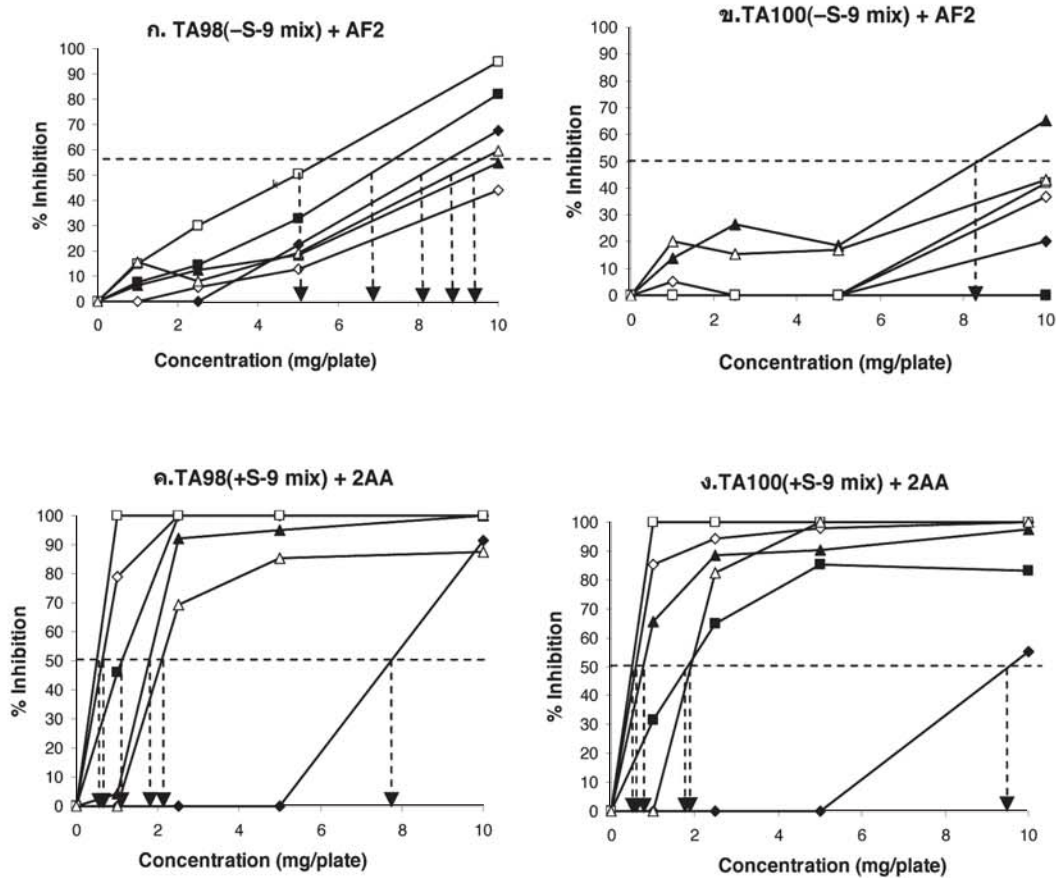 ก. TA98(–S-9 mix) + AF2
% Inhibition
100
90
80
70
60
50
40
30
20
10
0
0 2 4 6 8 10
Concentration (mg/plate)
ข.TA100(–S-9 mix) + AF2
% Inhibition
100
90
80
70
60
50
40
30
20
10
0
0 2 4 6 8 10
Concentration (mg/plate)
ค.TA98(+S-9 mix) + 2AA
% Inhibition
100
90
80
70
60
50
40
30
20
10
0
0 2 4 6 8 10
Concentration (mg/plate)
ง.TA100(+S-9 mix) + 2AA
% Inhibition
100
90
80
70
60
50
40
30
20
10
0
0 2 4 6 8 10
Concentration (mg/plate)